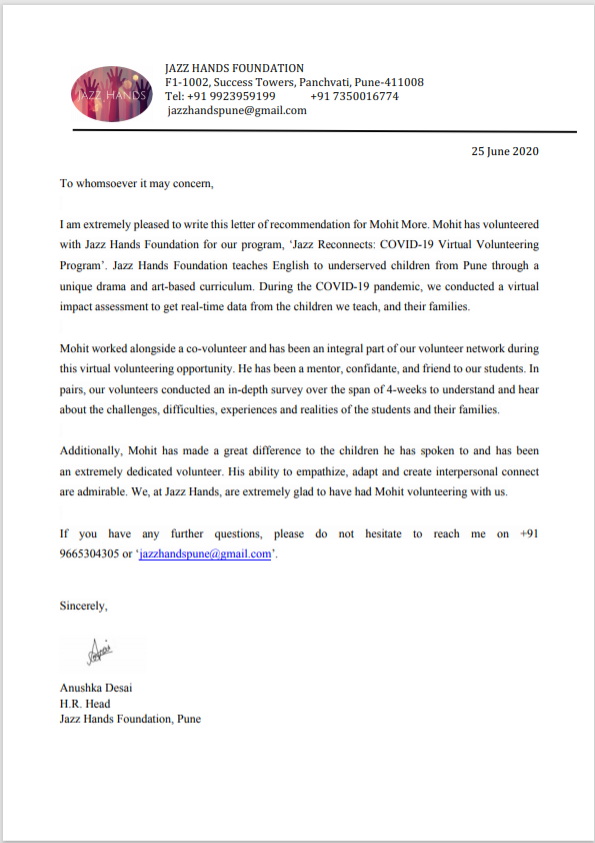 JAZZ HANDS
JAZZ HANDS FOUNDATION
F1-1002, Success Towers, Panchvati, Pune-411008
Tel: +91 9923959199 +91 7350016774
jazzhandspune@gmail.com
25 June 2020
To whomsoever it may concern,
I am extremely pleased to write this letter of recommendation for Mohit More. Mohit has volunteered
with Jazz Hands Foundation for our program, ‘Jazz Reconnects: COVID-19 Virtual Volunteering
Program’. Jazz Hands Foundation teaches English to underserved children from Pune through a
unique drama and art-based curriculum. During the COVID-19 pandemic, we conducted a virtual
impact assessment to get real-time data from the children we teach, and their families.
Mohit worked alongside a co-volunteer and has been an integral part of our volunteer network during
this virtual volunteering opportunity. He has been a mentor, confidante, and friend to our students. In
pairs, our volunteers conducted an in-depth survey over the span of 4-weeks to understand and hear
about the challenges, difficulties, experiences and realities of the students and their families.
Additionally, Mohit has made a great difference to the children he has spoken to and has been
an extremely dedicated volunteer. His ability to empathize, adapt and create interpersonal connect
are admirable. We, at Jazz Hands, are extremely glad to have had Mohit volunteering with us.
If you have any further questions, please do not hesitate to reach me on +91
9665304305 or ‘jazzhandspune@gmail.com’.
Sincerely,
Anushka Desai
H.R. Head
Jazz Hands Foundation, Pune